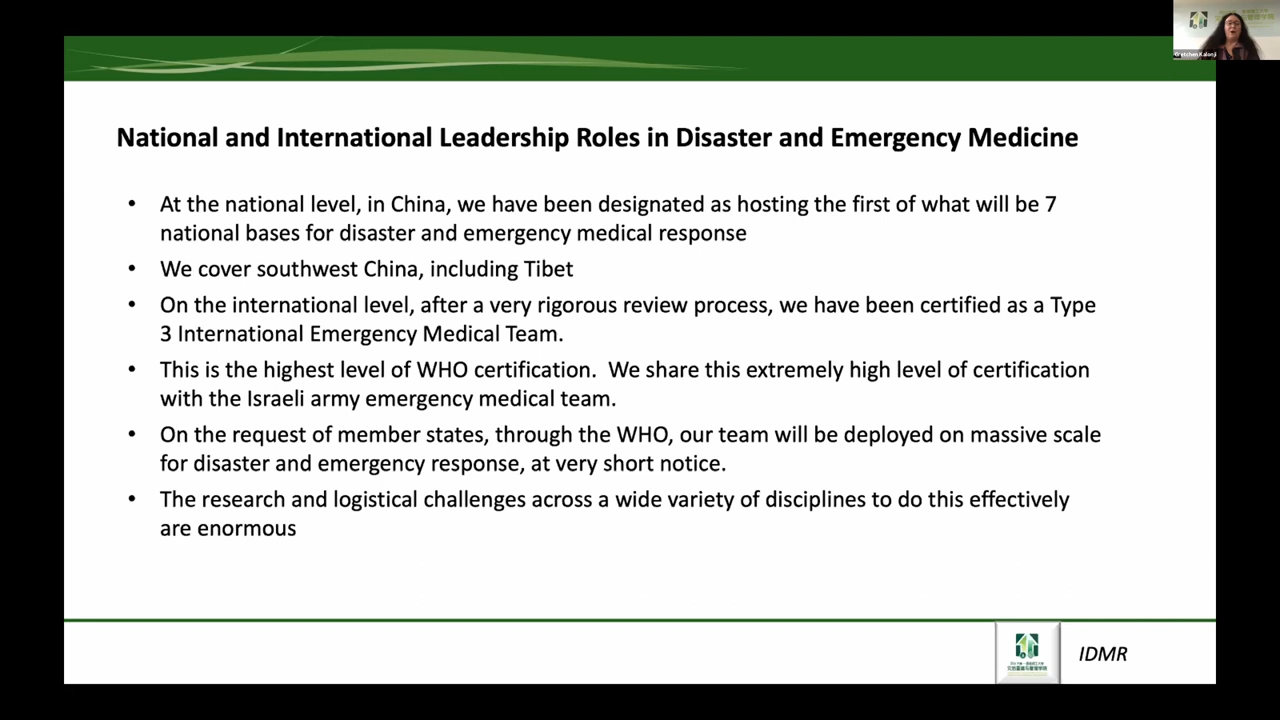 Gretchen Kalonji
National and International Leadership Roles in Disaster and Emergency Medicine
• At the national level, in China, we have been designated as hosting the first of what will be 7
national bases for disaster and emergency medical response
• We cover southwest China, including Tibet
• On the international level, after a very rigorous review process, we have been certified as a Type
3 International Emergency Medical Team.
• This is the highest level of WHO certification.  We share this extremely high level of certification
with the Israeli army emergency medical team.
• On the request of member states, through the WHO, our team will be deployed on massive scale
for disaster and emergency response, at very short notice.
• The research and logistical challenges across a wide variety of disciplines to do this effectively
are enormous
IDMR